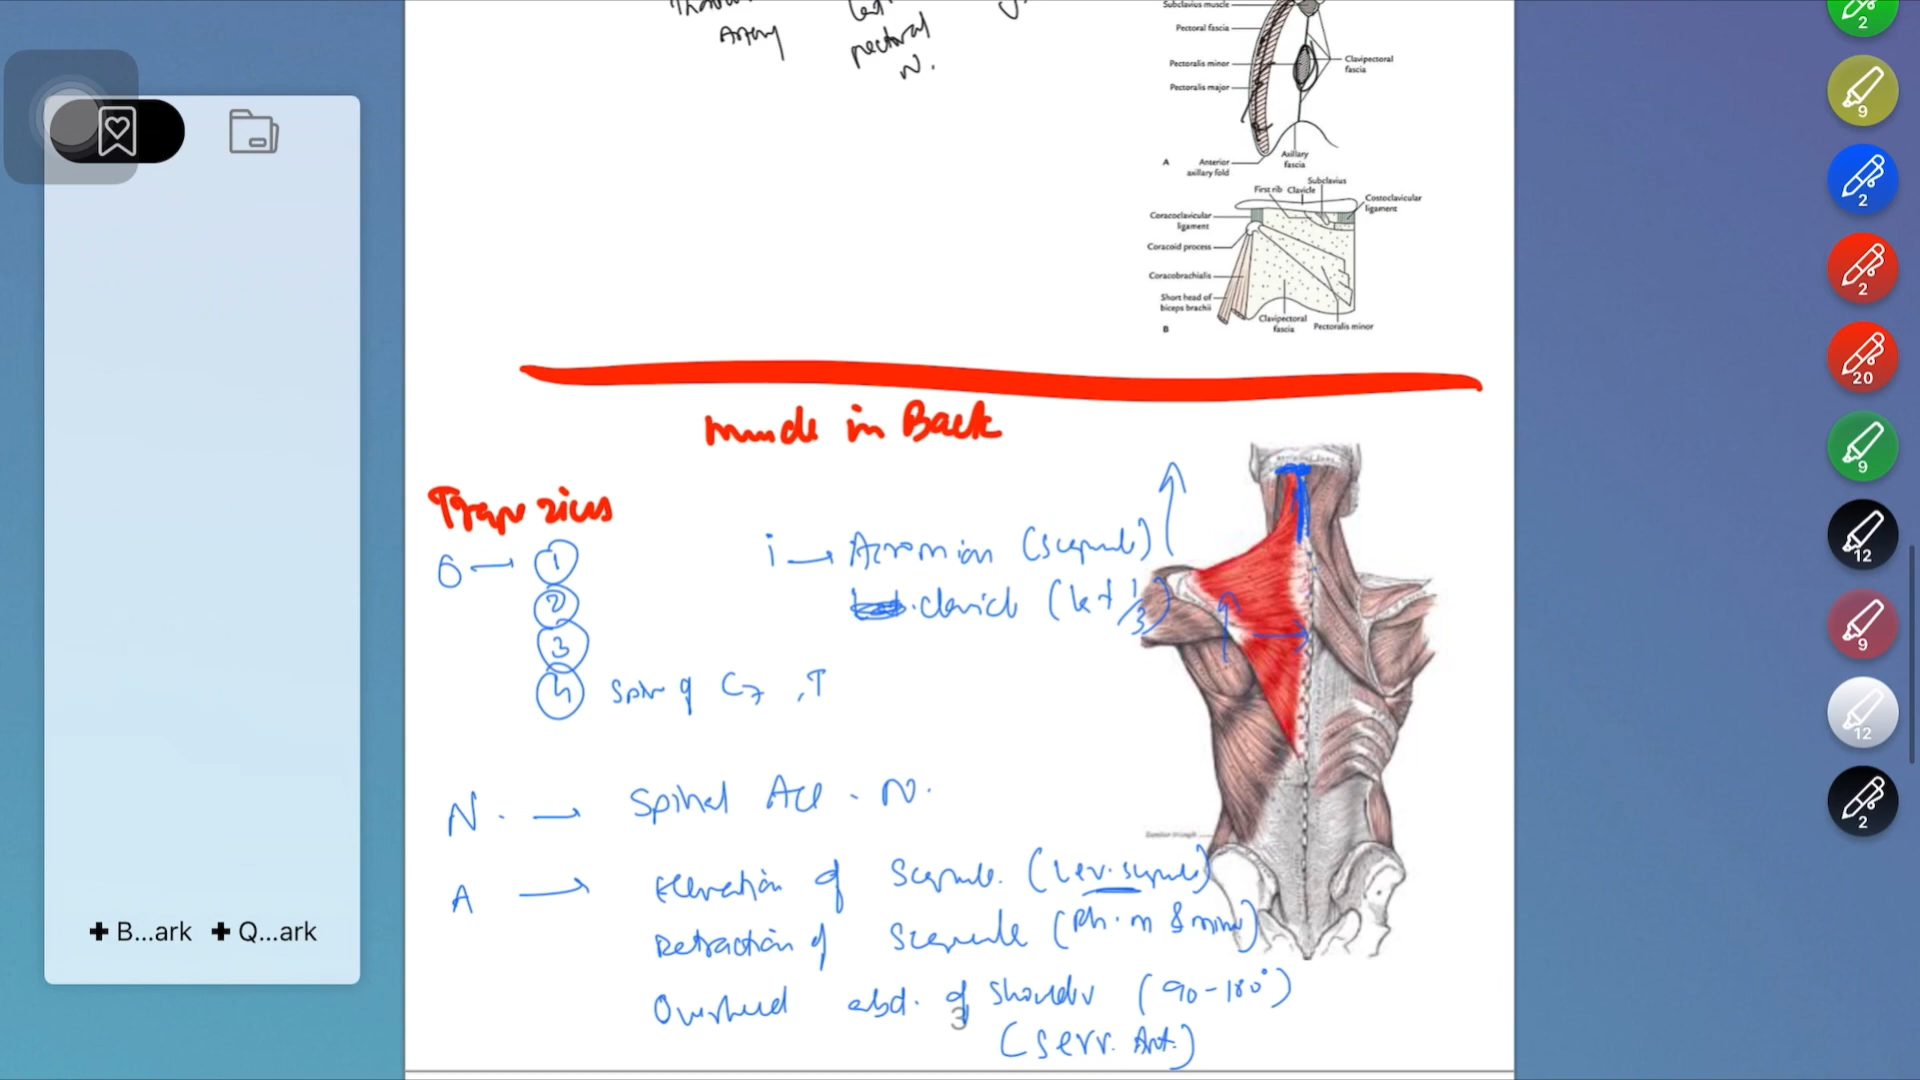 Artery
pectoral
N.
Subclavius muscle
Pectoral fascia
Pectoralis minor
Pectoralis major
Clavipectoral
fascia
A
Anterior
axillary fold
Axillary
fascia
Subclavius
First rib
Clavicle
Costoclavicular
ligament
Coracoclavicular
ligament
Coracoid process
Coracobrachialis
Short head of
biceps brachii
B
Clavipectoral
fascia
Pectoralis minor
muscle in Back
Trapezius
O → 1
2
3
4 Spine of C7, T
i → Acromion (scapula)
clavicle (lat 1/3)
N. → Spinal Acc. N.
A → Elevation of Scapula. (Lev. scapule)
Retraction of Scapule (Rh. m & minor)
Overhead abd. of Shoulder (90-180°)
(Serr. Ant.)
3
+ B...ark + Q...ark
2
9
2
2
20
9
12
9
12
2